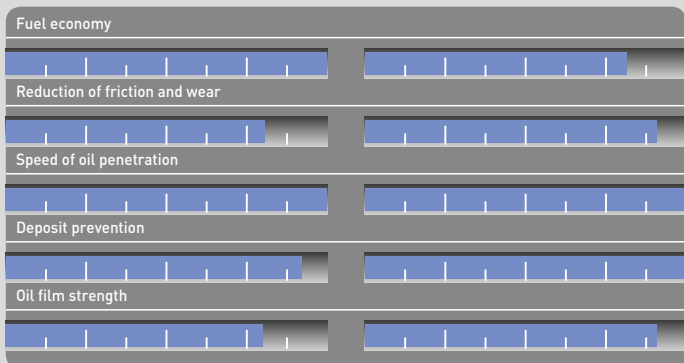 Fuel economy
Reduction of friction and wear
Speed of oil penetration
Deposit prevention
Oil film strength